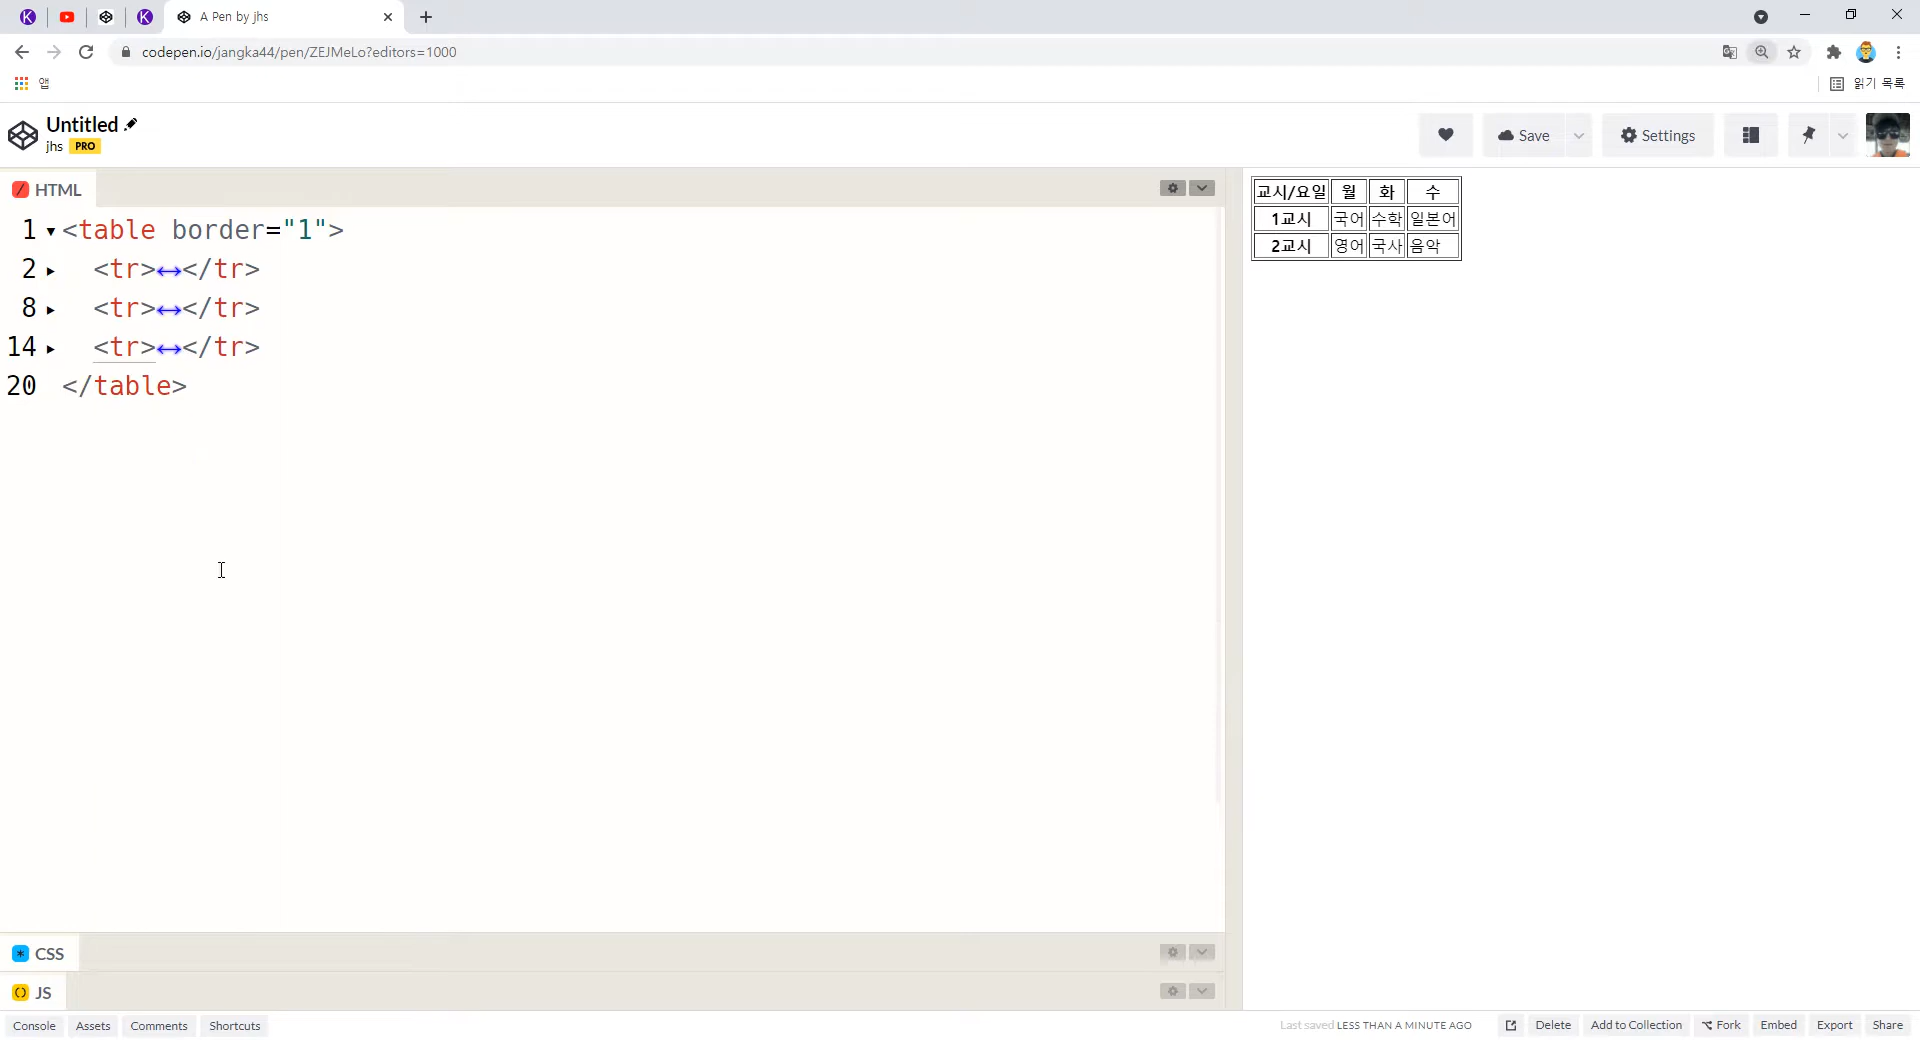 A Pen by jhs
codepen.io/jangka44/pen/ZEJMeLo?editors=1000
앱
읽기 목록
Untitled
jhs PRO
Save
Settings
HTML
1 <table border="1">
2 <tr>↔</tr>
8 <tr>↔</tr>
14 <tr>↔</tr>
20 </table>
교시/요일 월 화 수
1교시 국어 수학 일본어
2교시 영어 국사 음악
CSS
JS
Console Assets Comments Shortcuts
Last saved LESS THAN A MINUTE AGO Delete Add to Collection Fork Embed Export Share